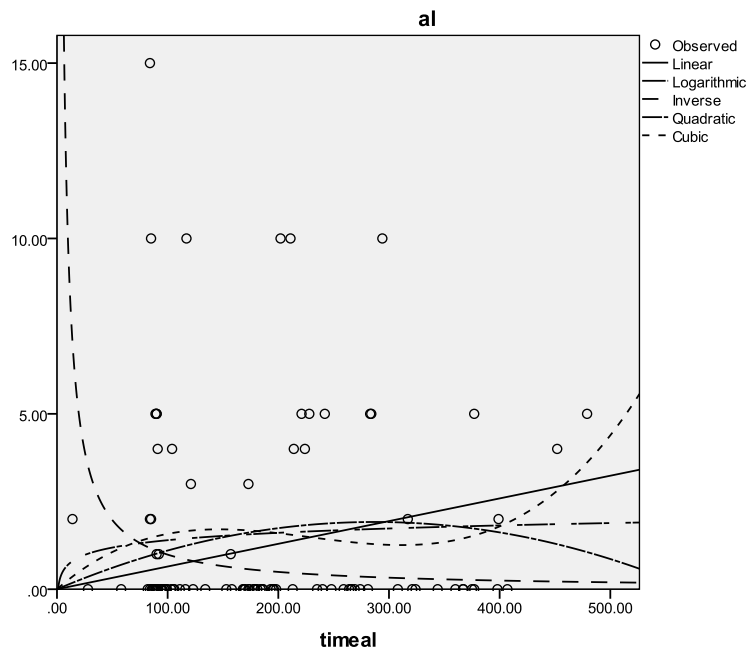 al
15.00
10.00
5.00
.00
.00
100.00
200.00
300.00
400.00
500.00
timeal
Observed
Linear
Logarithmic
Inverse
Quadratic
Cubic